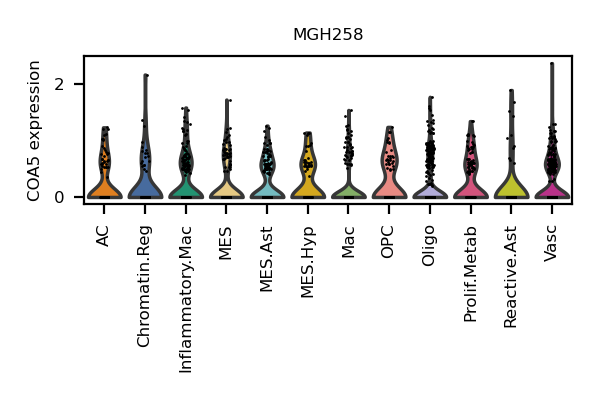 MGH258
COA5 expression
2
0
AC
Chromatin.Reg
Inflammatory.Mac
MES
MES.Ast
MES.Hyp
Mac
OPC
Oligo
Prolif.Metab
Reactive.Ast
Vasc